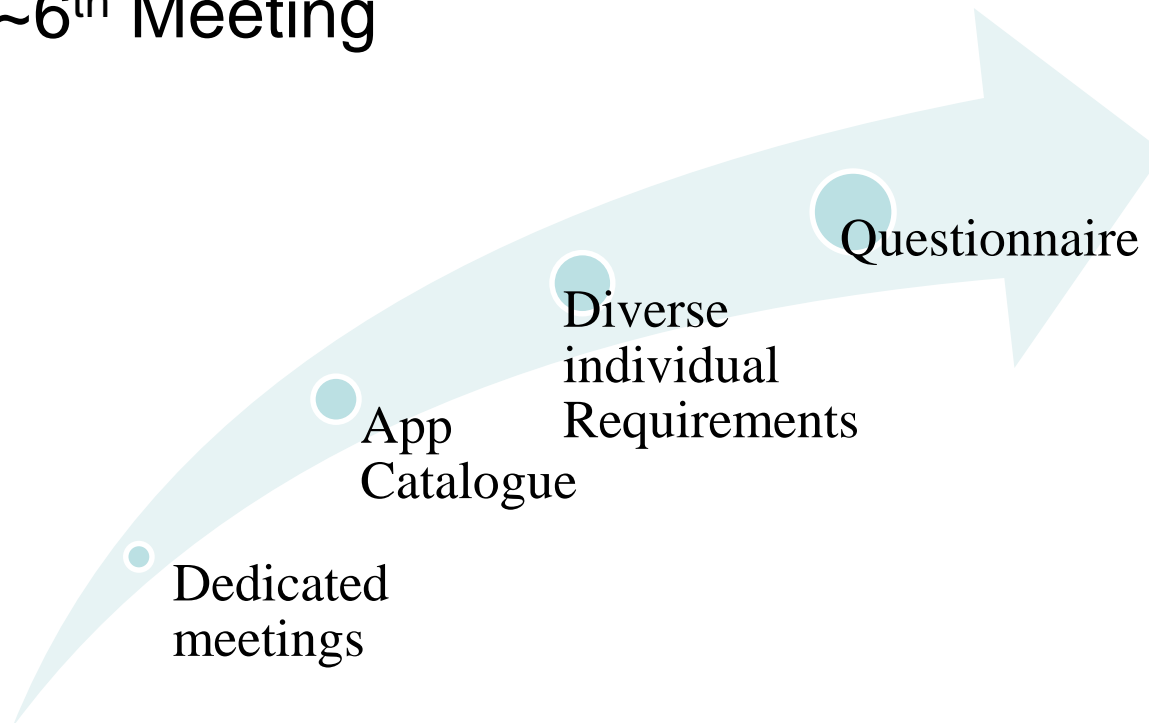 ~6th Meeting
Questionnaire
Diverse
individual
Requirements
App
Catalogue
Dedicated
meetings